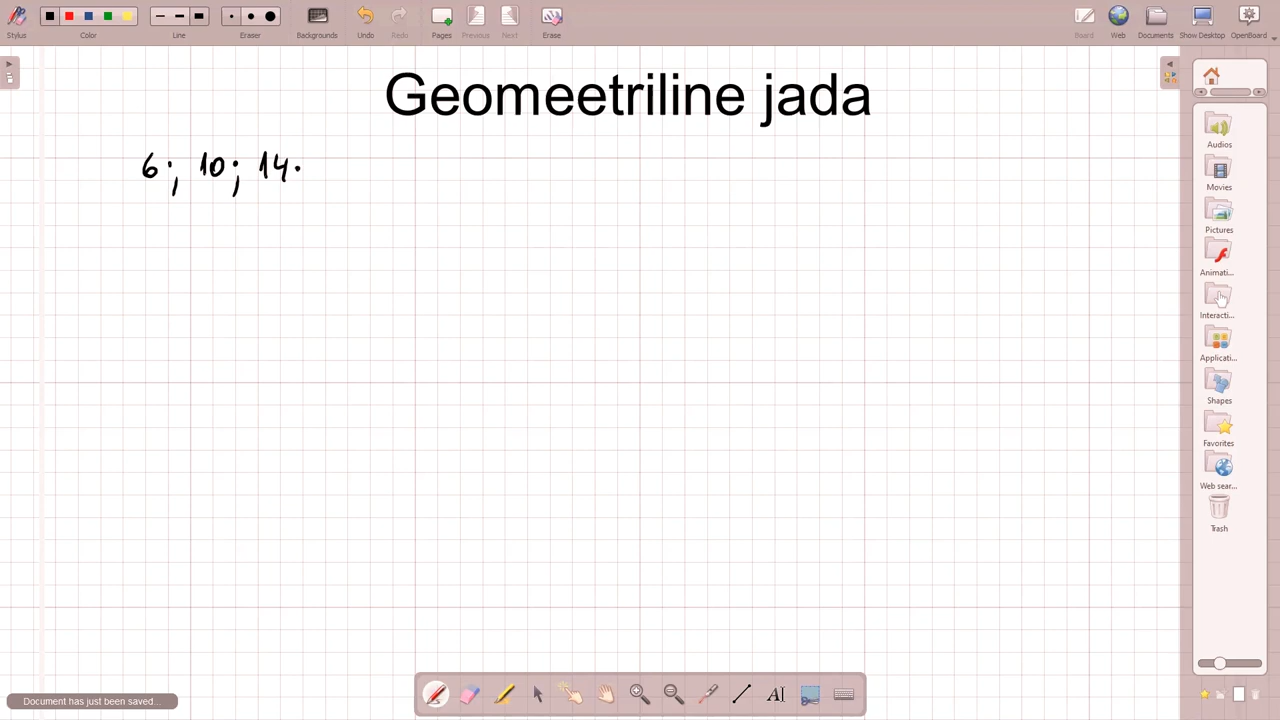 Stylus
Color
Line
Eraser
Backgrounds
Undo
Redo
Pages
Previous
Next
Erase
Board
Web
Documents
Show Desktop
OpenBoard
Geomeetriline jada
6; 10; 14.
Audios
Movies
Pictures
Animati...
Interacti...
Applicati...
Shapes
Favorites
Web sear...
Trash
AI
Document has just been saved...